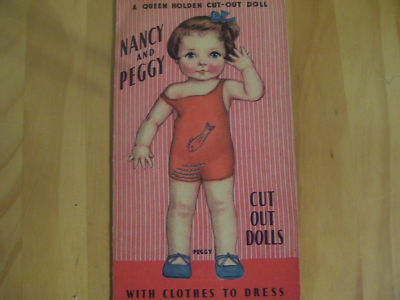 A QUEEN HOLDEN CUT-OUT DOLL
NANCY
AND
PEGGY
CUT
OUT
DOLLS
PEGGY
WITH CLOTHES TO DRESS